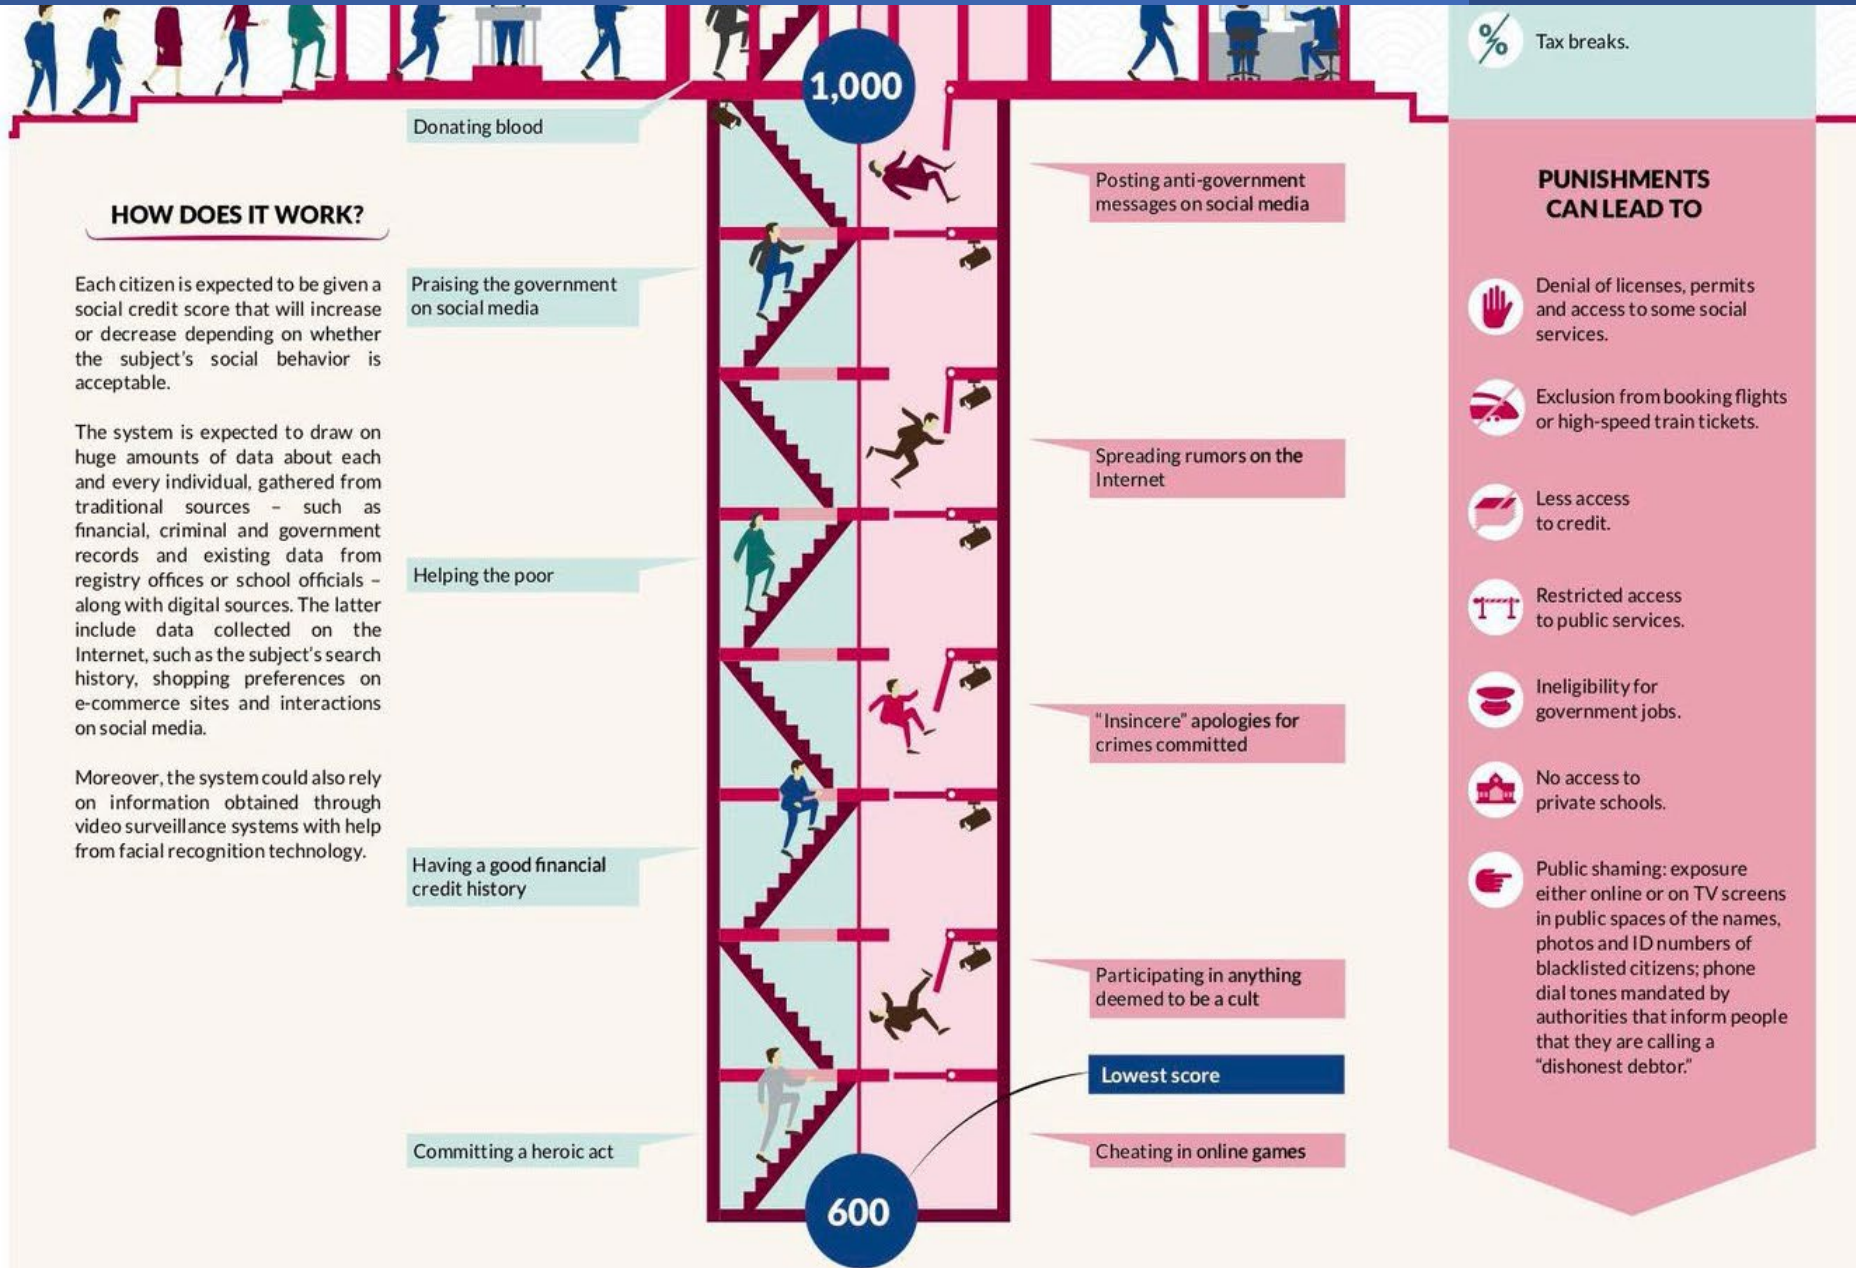 1,000
Tax breaks.
Donating blood
HOW DOES IT WORK?
Each citizen is expected to be given a
social credit score that will increase
or decrease depending on whether
the subject's social behavior is
acceptable.
The system is expected to draw on
huge amounts of data about each
and every individual, gathered from
traditional sources – such as
financial, criminal and government
records and existing data from
registry offices or school officials –
along with digital sources. The latter
include data collected on the
Internet, such as the subject's search
history, shopping preferences on
e-commerce sites and interactions
on social media.
Moreover, the system could also rely
on information obtained through
video surveillance systems with help
from facial recognition technology.
Praising the government
on social media
Helping the poor
Having a good financial
credit history
Committing a heroic act
Posting anti-government
messages on social media
Spreading rumors on the
Internet
"Insincere" apologies for
crimes committed
Participating in anything
deemed to be a cult
Lowest score
Cheating in online games
600
PUNISHMENTS
CAN LEAD TO
Denial of licenses, permits
and access to some social
services.
Exclusion from booking flights
or high-speed train tickets.
Less access
to credit.
Restricted access
to public services.
Ineligibility for
government jobs.
No access to
private schools.
Public shaming: exposure
either online or on TV screens
in public spaces of the names,
photos and ID numbers of
blacklisted citizens; phone
dial tones mandated by
authorities that inform people
that they are calling a
"dishonest debtor."